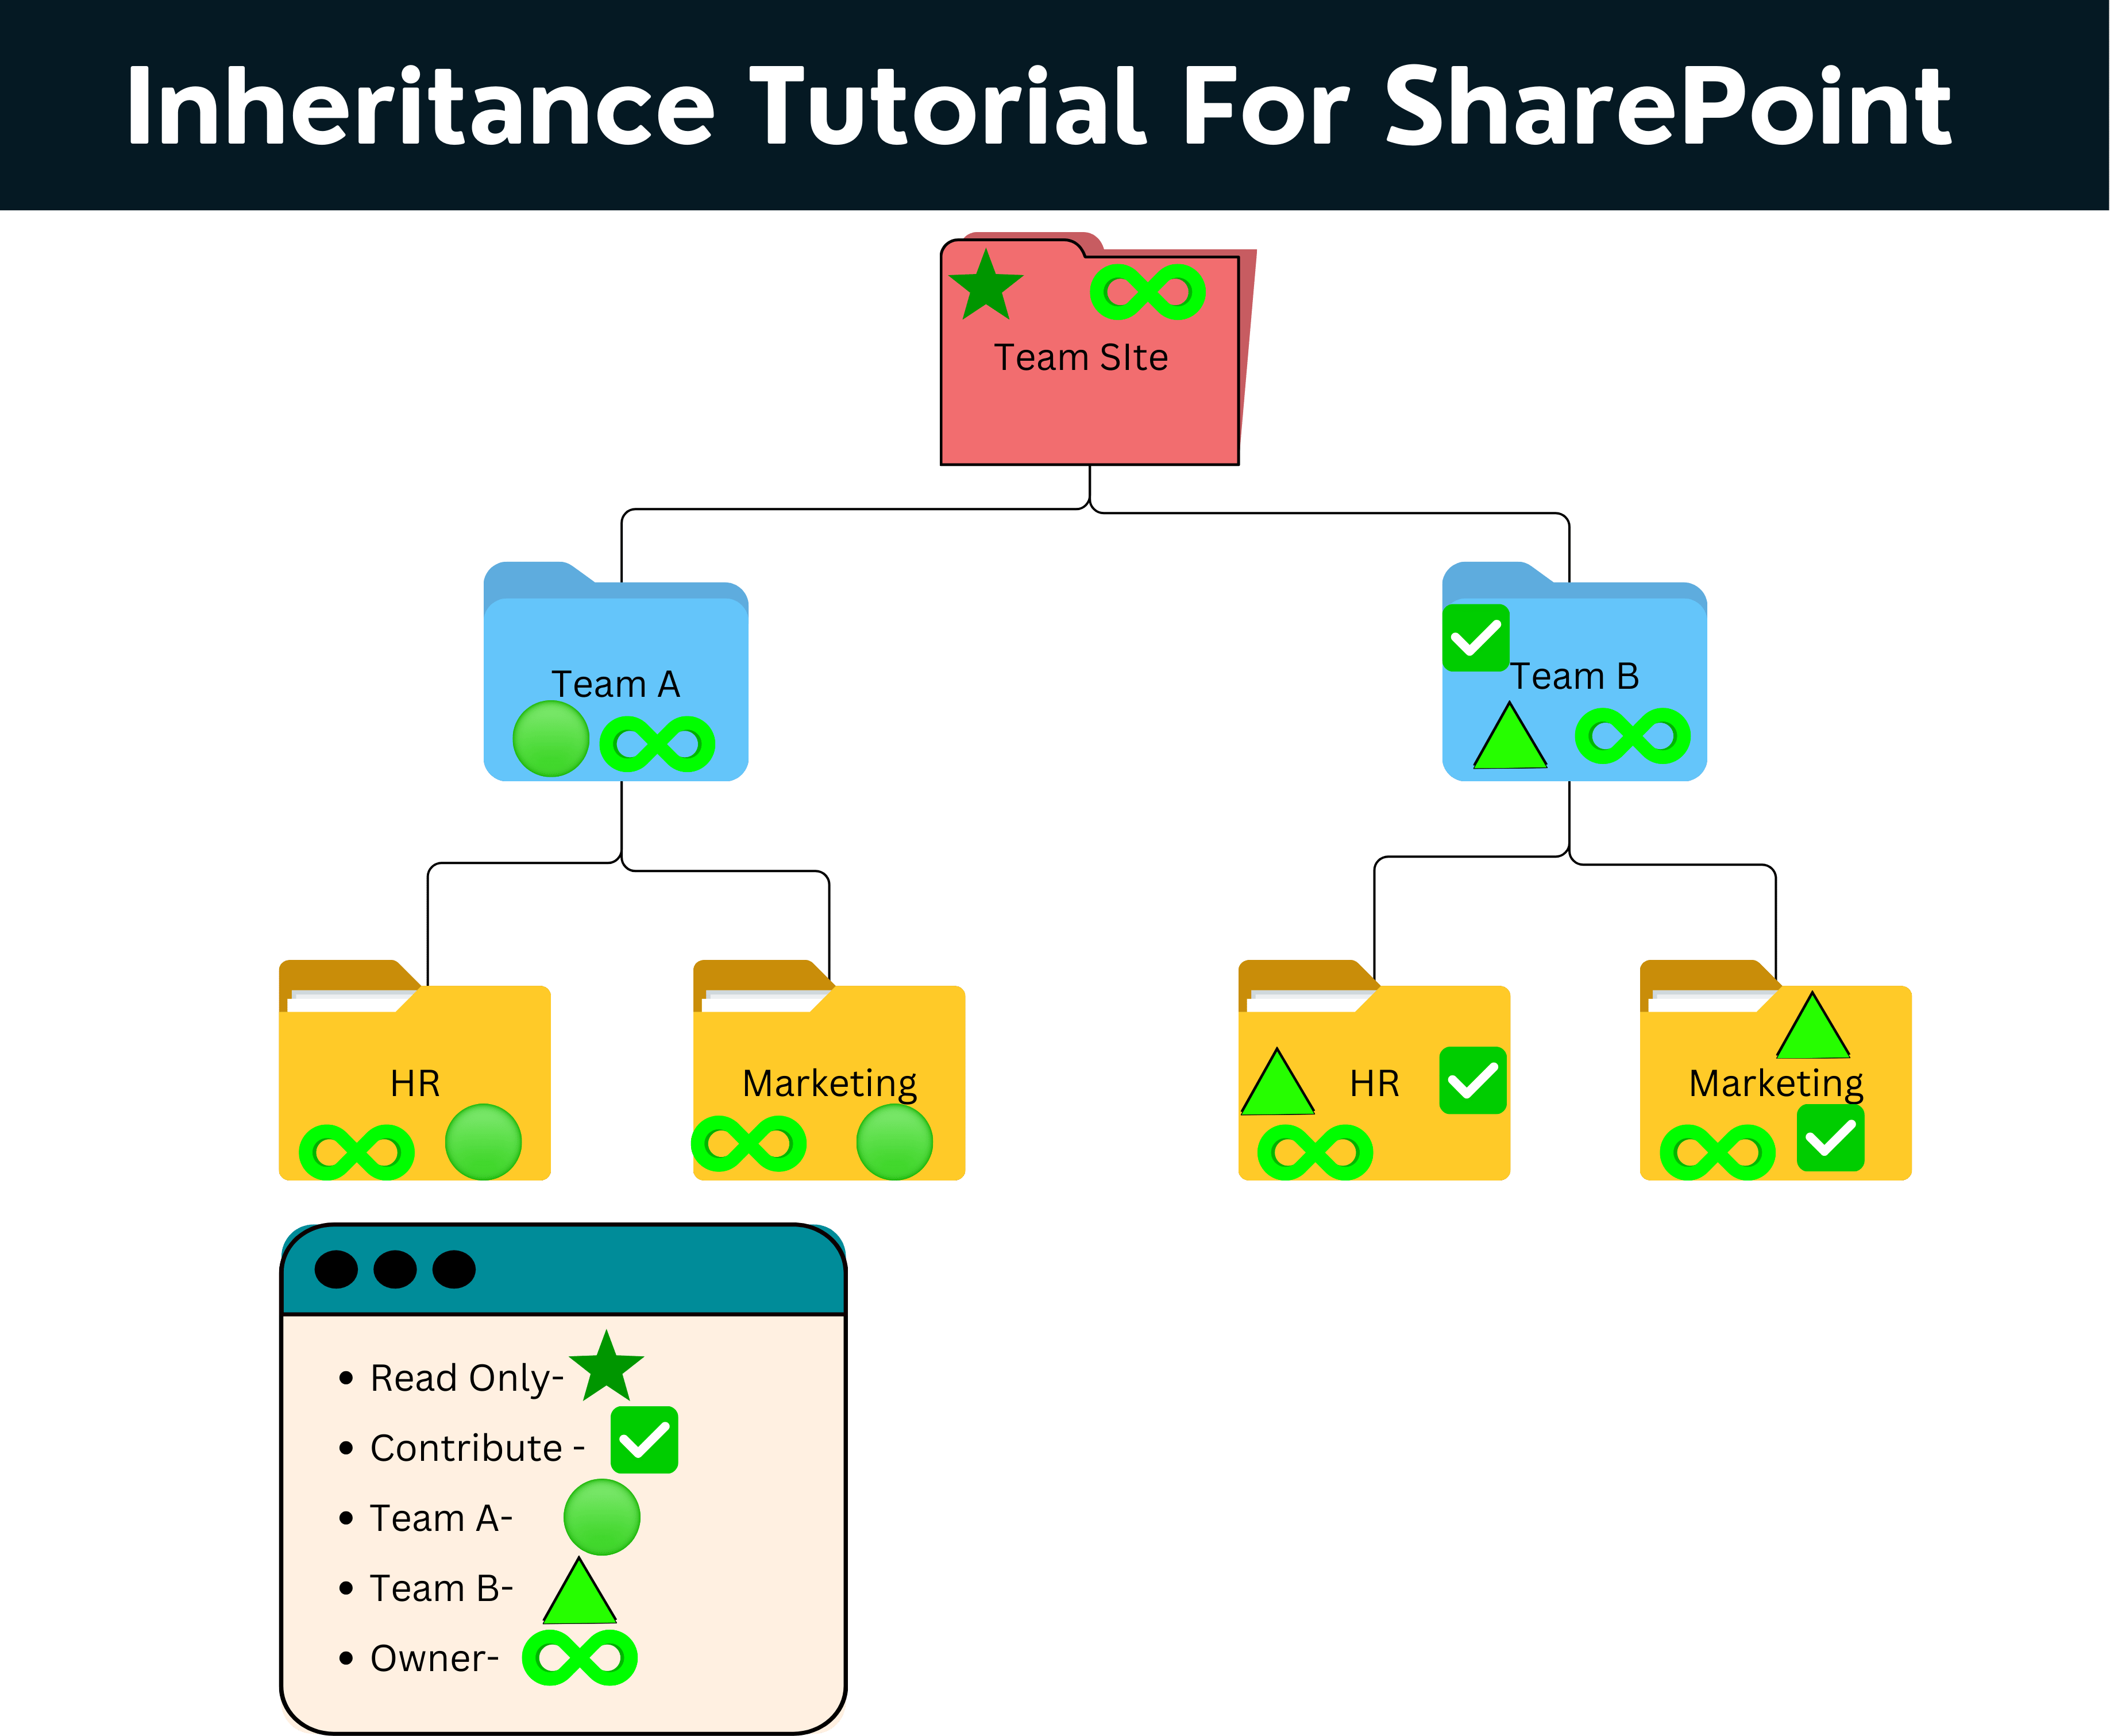 Inheritance Tutorial For SharePoint
Team SIte
Team A
Team B
HR
Marketing
HR
Marketing
Read Only-
Contribute -
Team A-
Team B-
Owner-